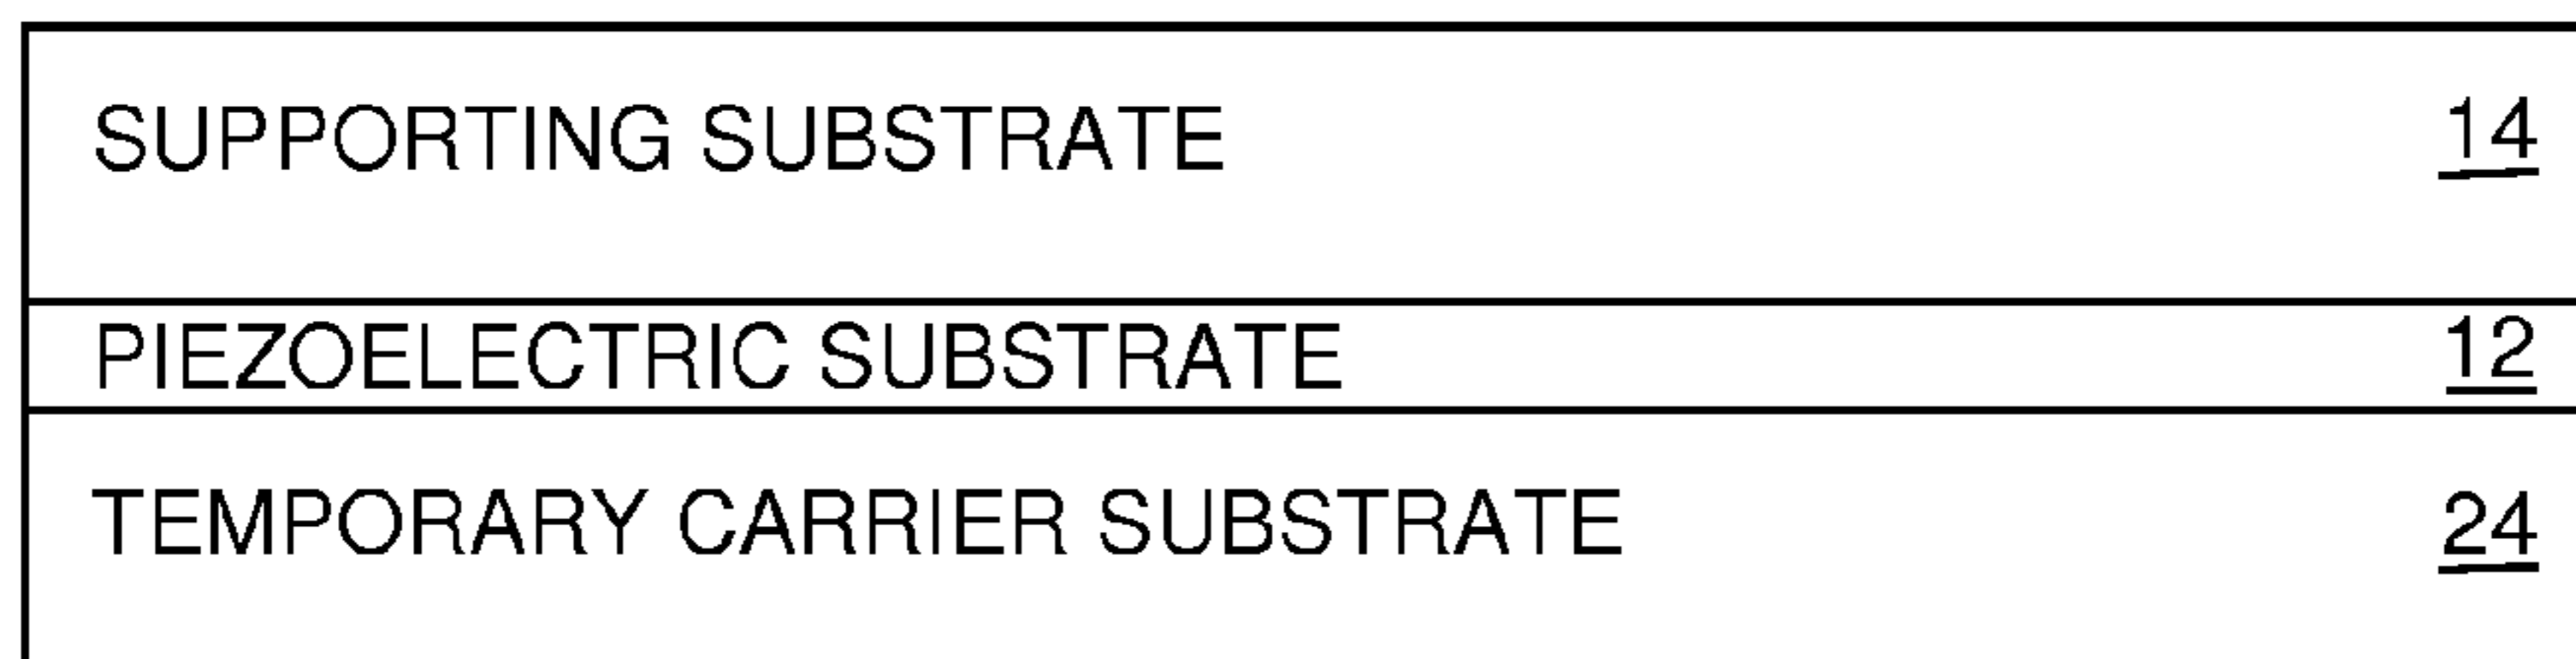 SUPPORTING SUBSTRATE 14
PIEZOELECTRIC SUBSTRATE 12
TEMPORARY CARRIER SUBSTRATE 24